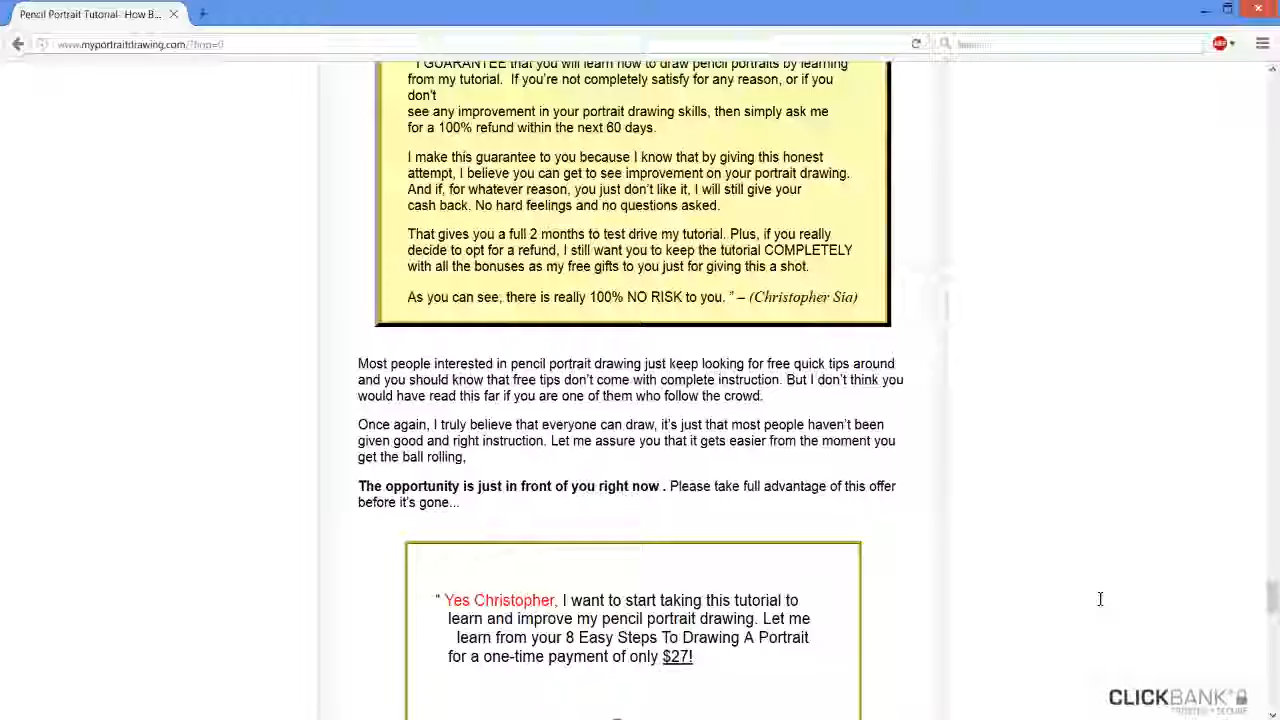 Pencil Portrait Tutorial - How B...
www.myportraitdrawing.com/?hop=0
ABP
"I GUARANTEE that you will learn how to draw pencil portraits by learning
from my tutorial. If you're not completely satisfy for any reason, or if you
don't
see any improvement in your portrait drawing skills, then simply ask me
for a 100% refund within the next 60 days.
I make this guarantee to you because I know that by giving this honest
attempt, I believe you can get to see improvement on your portrait drawing.
And if, for whatever reason, you just don't like it, I will still give your
cash back. No hard feelings and no questions asked.
That gives you a full 2 months to test drive my tutorial. Plus, if you really
decide to opt for a refund, I still want you to keep the tutorial COMPLETELY
with all the bonuses as my free gifts to you just for giving this a shot.
As you can see, there is really 100% NO RISK to you. " – (Christopher Sia)
Most people interested in pencil portrait drawing just keep looking for free quick tips around
and you should know that free tips don't come with complete instruction. But I don't think you
would have read this far if you are one of them who follow the crowd.
Once again, I truly believe that everyone can draw, it's just that most people haven't been
given good and right instruction. Let me assure you that it gets easier from the moment you
get the ball rolling,
The opportunity is just in front of you right now . Please take full advantage of this offer
before it's gone...
" Yes Christopher, I want to start taking this tutorial to
learn and improve my pencil portrait drawing. Let me
learn from your 8 Easy Steps To Drawing A Portrait
for a one-time payment of only $27!
CLICKBANK